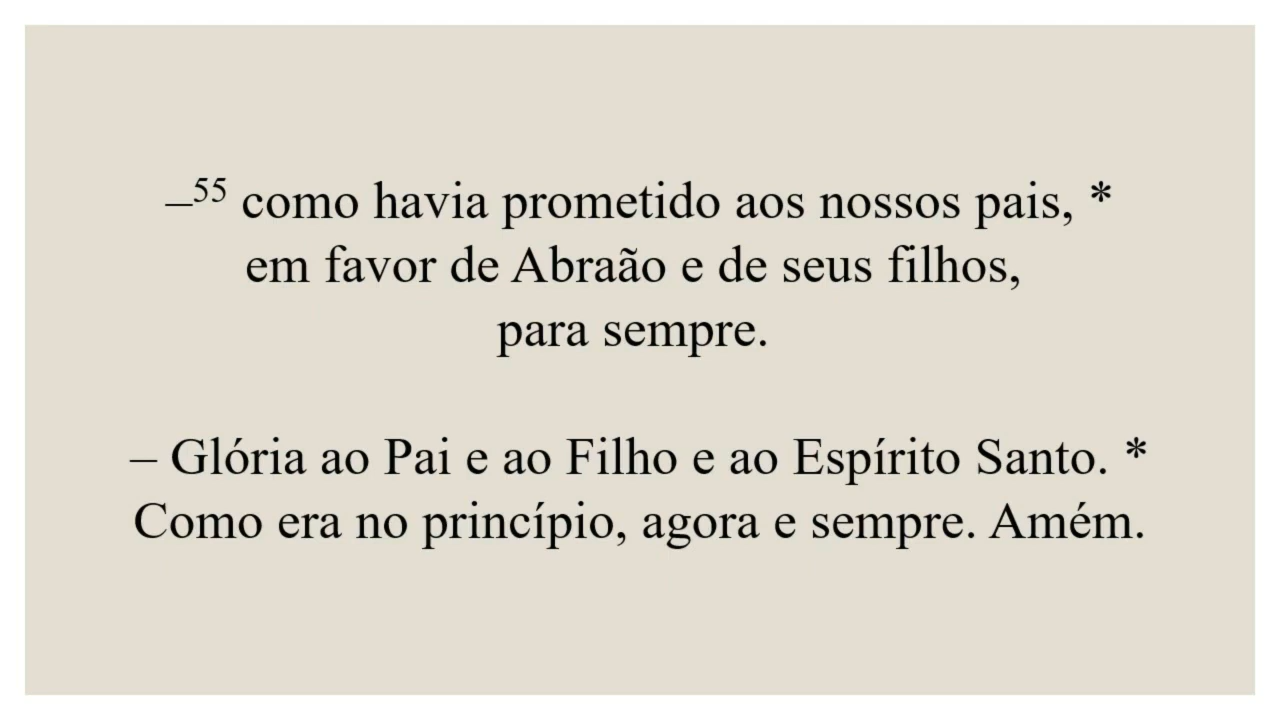 –55 como havia prometido aos nossos pais, *
em favor de Abraão e de seus filhos,
para sempre.
– Glória ao Pai e ao Filho e ao Espírito Santo. *
Como era no princípio, agora e sempre. Amém.